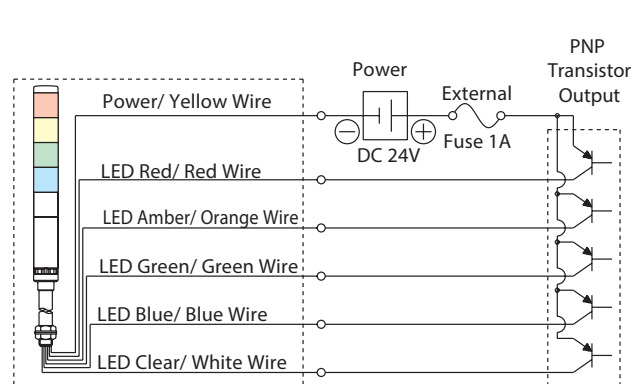 PNP
Transistor
Output
Power
External
Fuse 1A
DC 24V
Power/ Yellow Wire
LED Red/ Red Wire
LED Amber/ Orange Wire
LED Green/ Green Wire
LED Blue/ Blue Wire
LED Clear/ White Wire